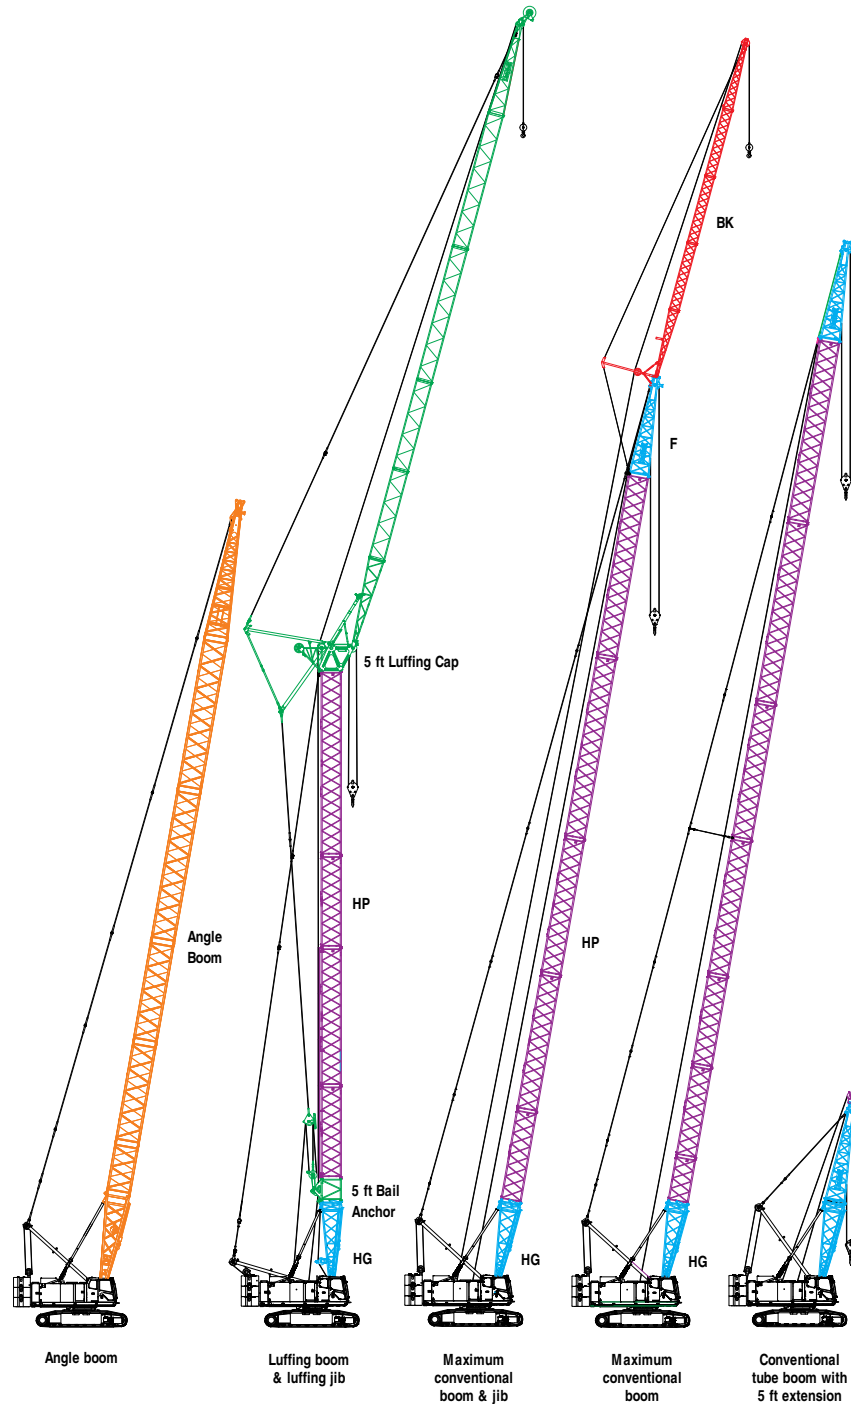 BK
F
5 ft Luffing Cap
HP
Angle
Boom
HP
5 ft Bail
Anchor
HG
HG
HG
Angle boom
Luffing boom
& luffing jib
Maximum
conventional
boom & jib
Maximum
conventional
boom
Conventional
tube boom with
5 ft extension